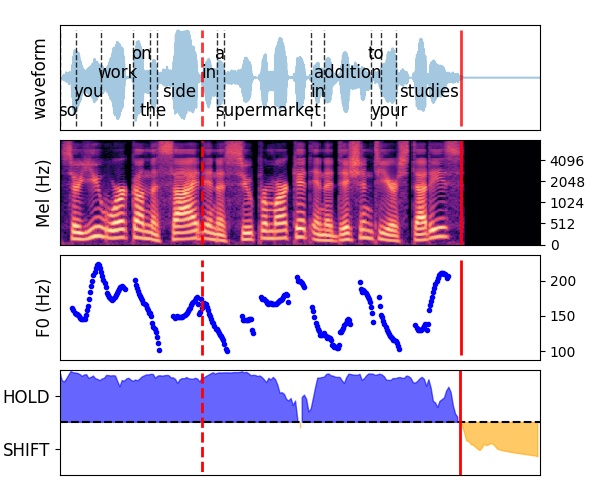 waveform
on a to
work in addition
you side in studies
so the supermarket your
Mel (Hz)
4096
2048
1024
512
0
F0 (Hz)
200
150
100
HOLD
SHIFT